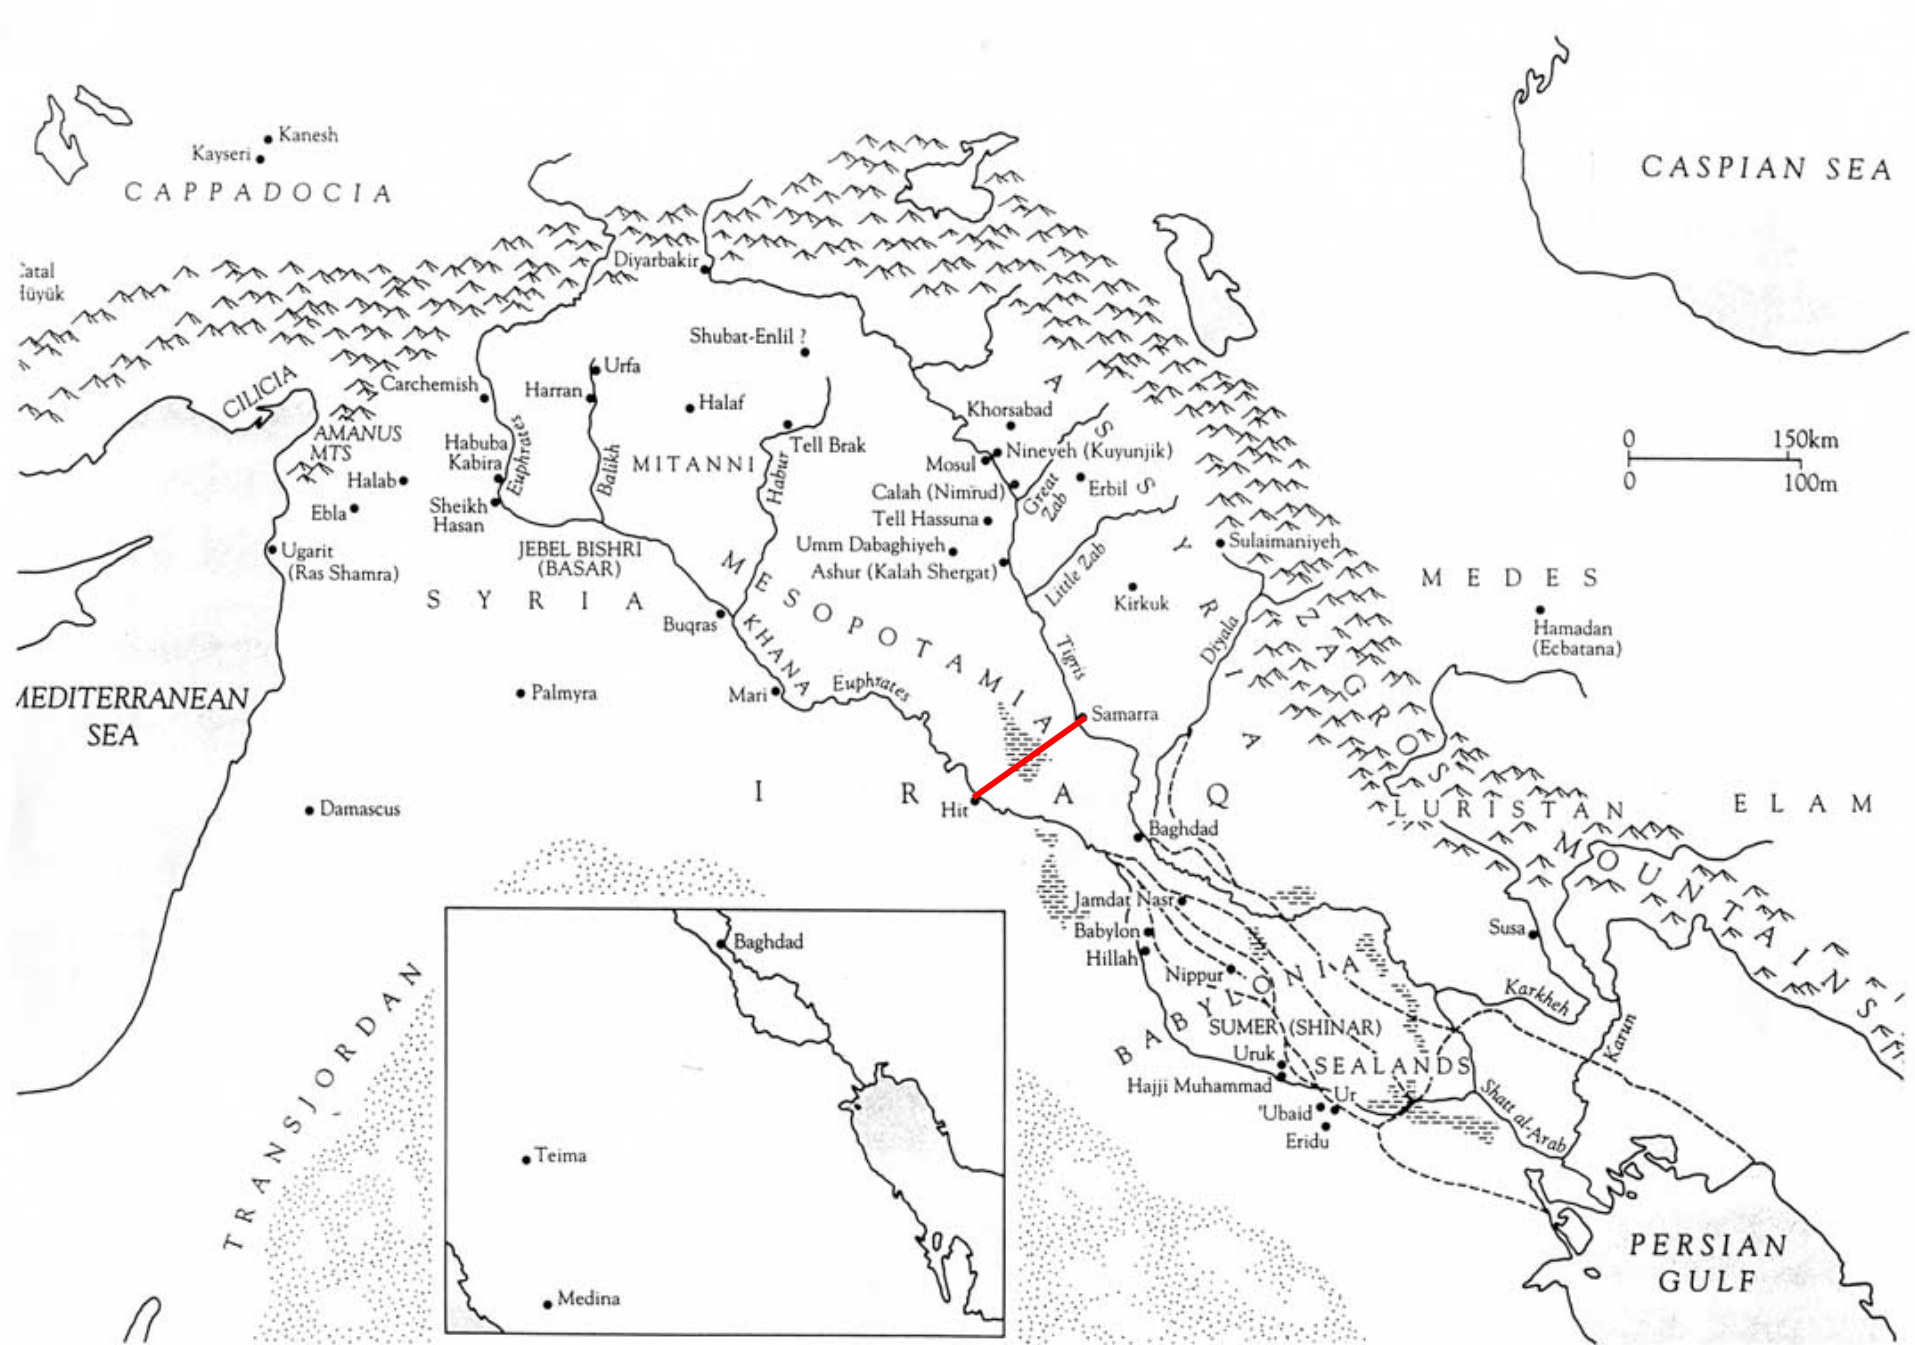 Kanesh
Kayseri
CAPPADOCIA
CASPIAN SEA
Diyarbakir
atal
üyük
Shubat-Enlil ?
Urfa
CILICIA
Carchemish
Harran
Halaf
A S S Y R I A
Khorsabad
AMANUS
MTS
Habuba
Kabira
Euphrates
Balikh
MITANNI
Habur
Tell Brak
Nineveh (Kuyunjik)
Mosul
0 150km
0 100m
Halab
Calah (Nimrud)
Great
Zab
Erbil
Ebla
Sheikh
Hasan
Tell Hassuna
Ugarit
(Ras Shamra)
JEBEL BISHRI
(BASAR)
Umm Dabaghiyeh
Ashur (Kalah Shergat)
Little Zab
Sulaimaniyeh
MEDES
SYRIA
MESOPOTAMIA
Kirkuk
Hamadan
(Ecbatana)
Buqras
KHANA
Tigris
Diyala
ZAGROS
MOUNTAINS
MEDITERRANEAN
SEA
Palmyra
Mari
Euphrates
Samarra
IRAQ
Damascus
Hit
Baghdad
LURISTAN
ELAM
Jamdat Nasr
Babylon
Hillah
Nippur
BABYLONIA
Susa
Karkheh
Karun
SUMER (SHINAR)
Uruk
SEALANDS
Hajji Muhammad
Ur
'Ubaid
Eridu
Shatt al-Arab
TRANSJORDAN
Baghdad
Teima
Medina
PERSIAN
GULF